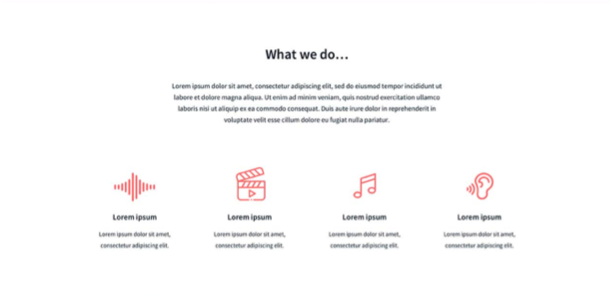 What we do...
Lorem ipsum dolor sit amet, consectetur adipiscing elit, sed do eiusmod tempor incididunt ut
labore et dolore magna aliqua. Ut enim ad minim veniam, quis nostrud exercitation ullamco
laboris nisi ut aliquip ex ea commodo consequat. Duis aute irure dolor in reprehenderit in
voluptate velit esse cillum dolore eu fugiat nulla pariatur.
Lorem ipsum
Lorem ipsum dolor sit amet,
consectetur adipiscing elit.
Lorem ipsum
Lorem ipsum dolor sit amet,
consectetur adipiscing elit.
Lorem ipsum
Lorem ipsum dolor sit amet,
consectetur adipiscing elit.
Lorem ipsum
Lorem ipsum dolor sit amet,
consectetur adipiscing elit.